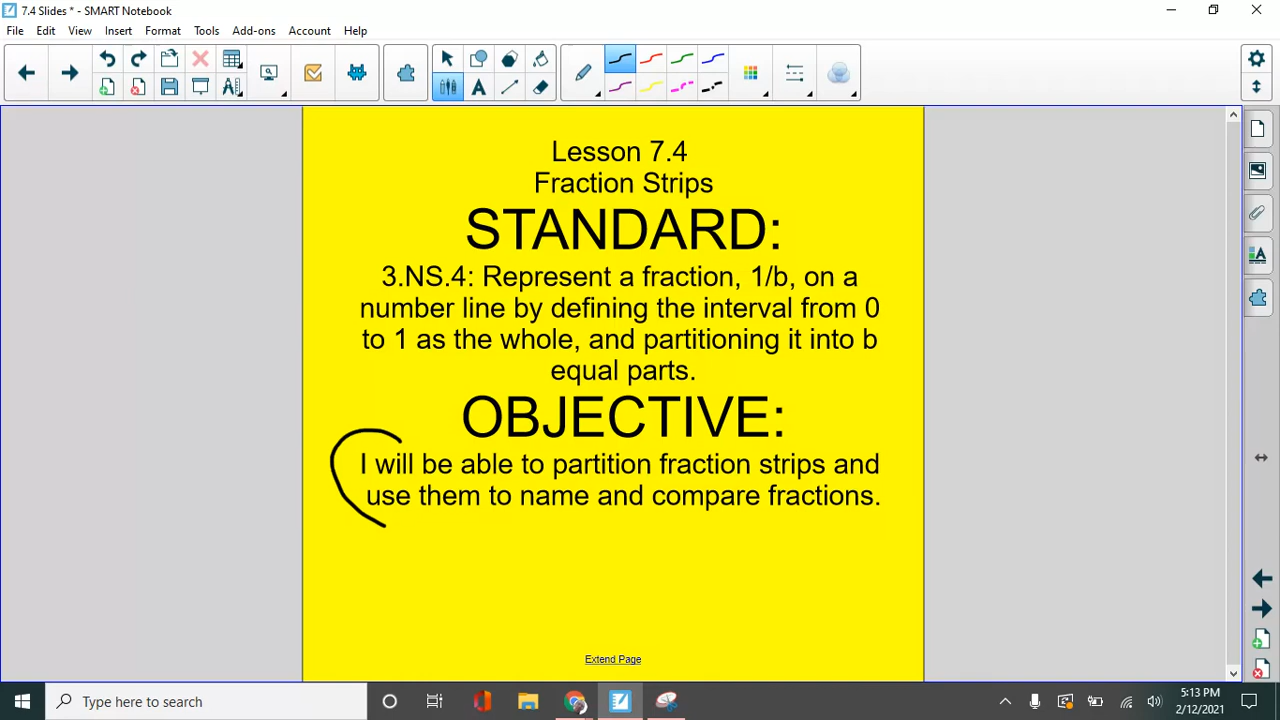 7.4 Slides * - SMART Notebook
File Edit View Insert Format Tools Add-ons Account Help
Lesson 7.4
Fraction Strips
STANDARD:
3.NS.4: Represent a fraction, 1/b, on a
number line by defining the interval from 0
to 1 as the whole, and partitioning it into b
equal parts.
OBJECTIVE:
I will be able to partition fraction strips and
use them to name and compare fractions.
Extend Page
Type here to search
5:13 PM
2/12/2021